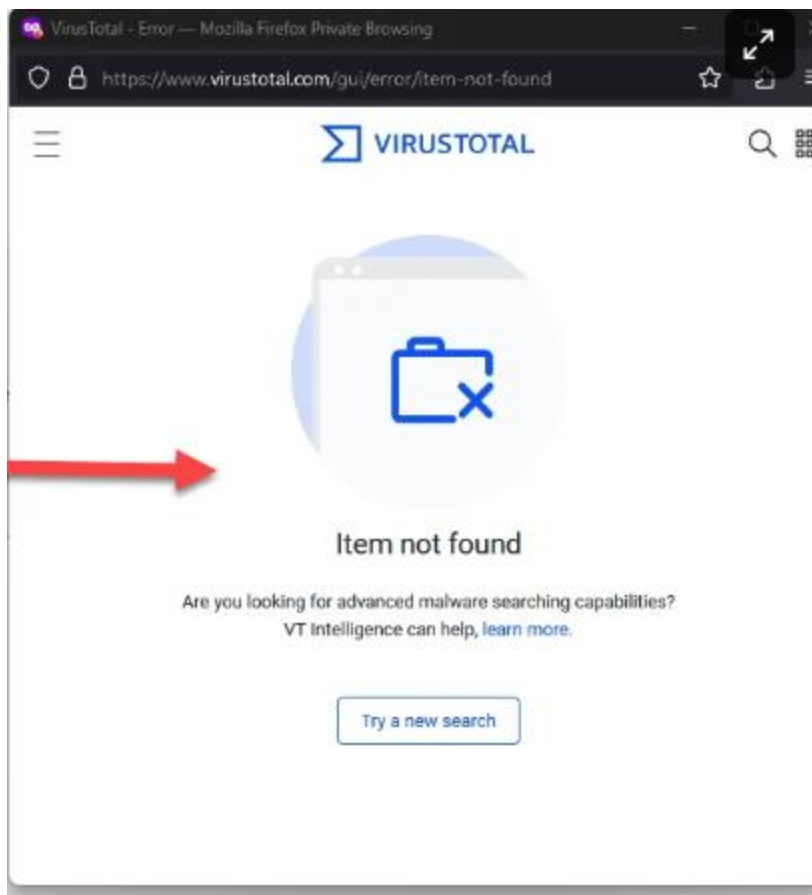 VirusTotal - Error — Mozilla Firefox Private Browsing
https://www.virustotal.com/gui/error/item-not-found
VIRUSTOTAL
Item not found
Are you looking for advanced malware searching capabilities?
VT Intelligence can help, learn more.
Try a new search